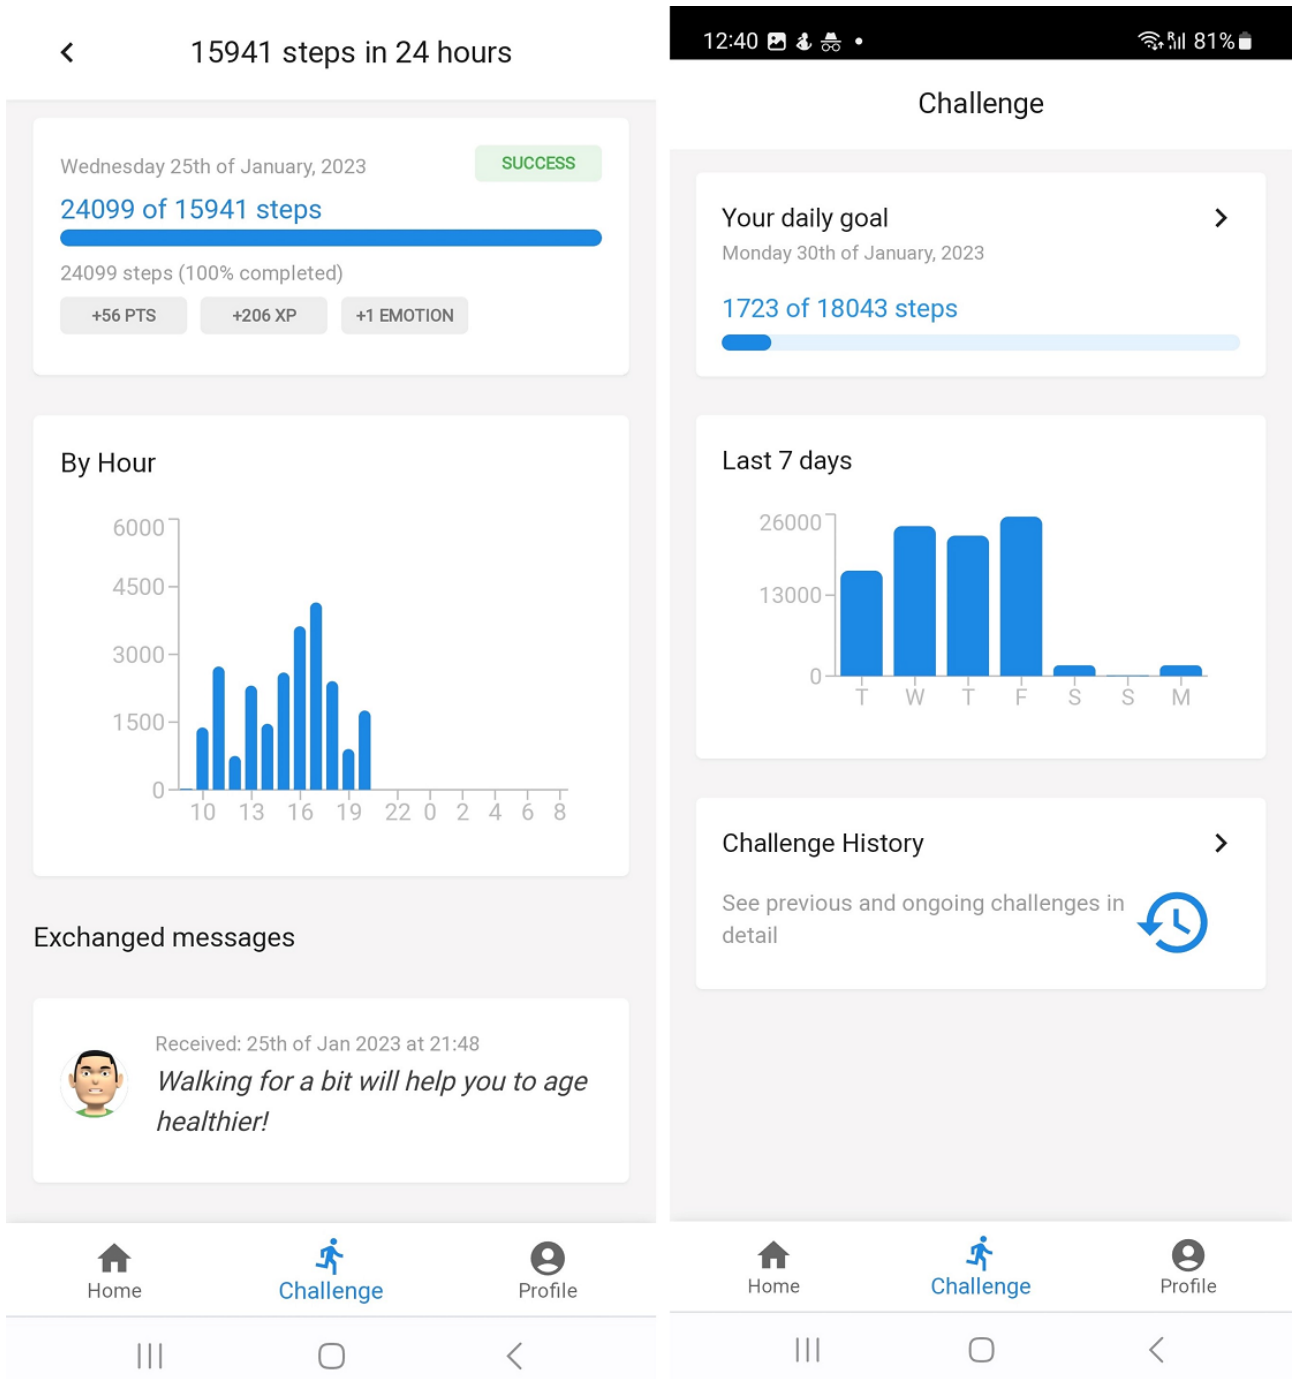 15941 steps in 24 hours
Wednesday 25th of January, 2023
SUCCESS
24099 of 15941 steps
24099 steps (100% completed)
+56 PTS +206 XP +1 EMOTION
By Hour
6000
4500
3000
1500
0
10 13 16 19 22 0 2 4 6 8
Exchanged messages
Received: 25th of Jan 2023 at 21:48
Walking for a bit will help you to age
healthier!
Home Challenge Profile
12:40 81%
Challenge
Your daily goal
Monday 30th of January, 2023
1723 of 18043 steps
Last 7 days
26000
13000
0
T W T F S S M
Challenge History
See previous and ongoing challenges in
detail
Home Challenge Profile